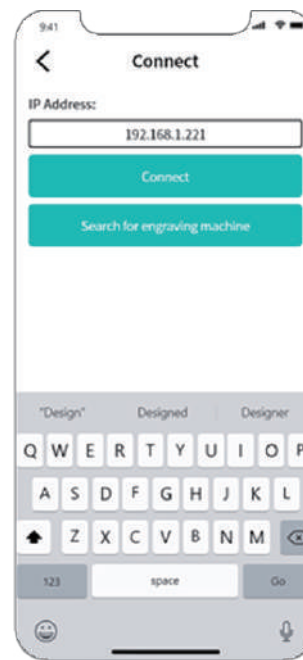 9:41
Connect
IP Address:
192.168.1.221
Connect
Search for engraving machine
"Design" Designed Designer
Q W E R T Y U I O P
A S D F G H J K L
Z X C V B N M
123 space Go